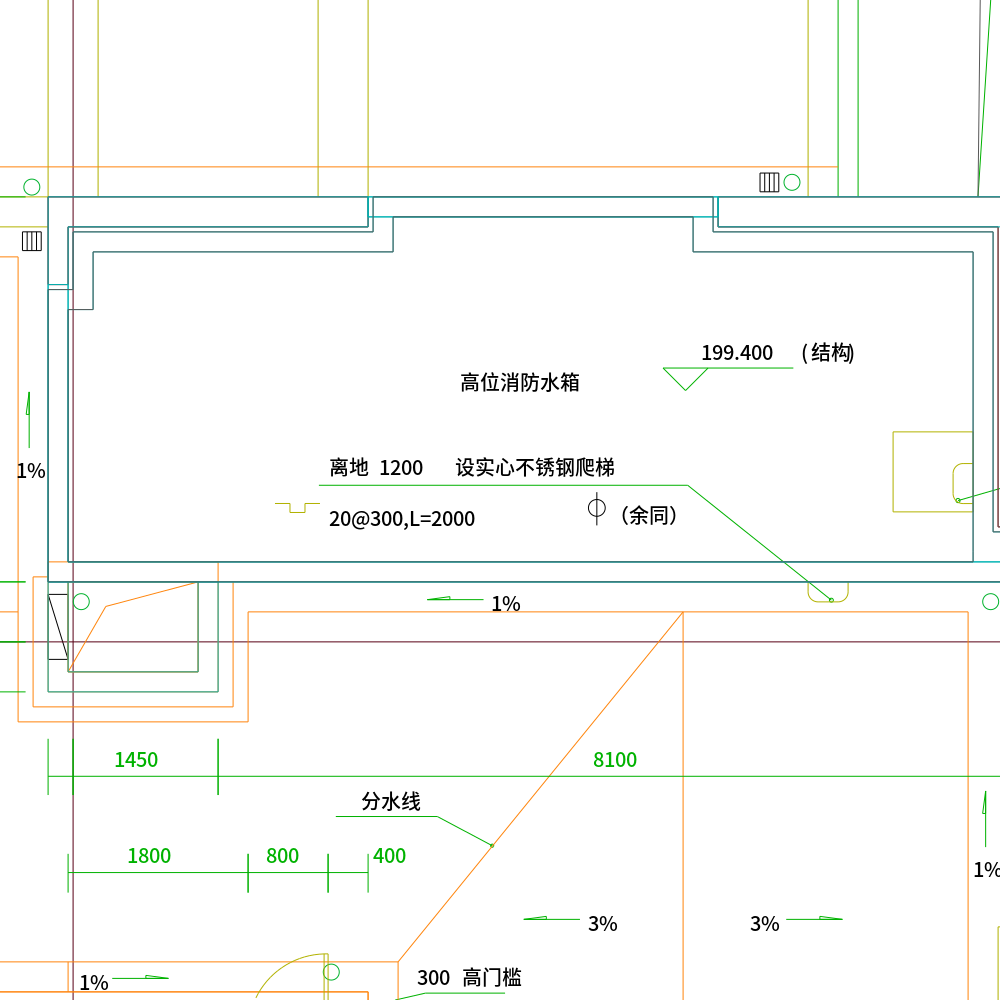 199.400 (结构)
高位消防水箱
1%
离地 1200 设实心不锈钢爬梯
20@300,L=2000
（余同）
1%
1450
8100
分水线
1800
800
400
1%
3%
3%
300 高门槛
1%